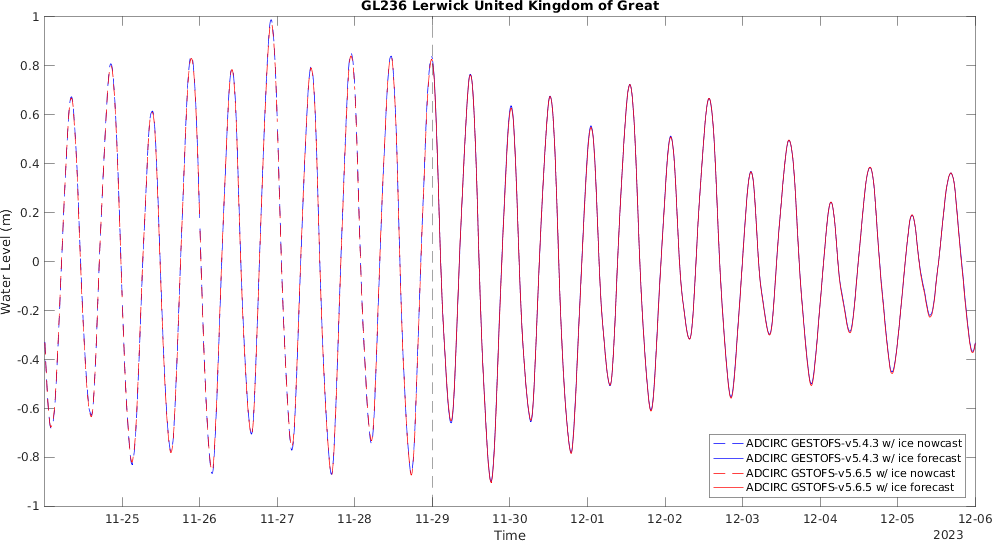 GL236 Lerwick United Kingdom of Great
1
0.8
0.6
0.4
0.2
0
-0.2
-0.4
-0.6
-0.8
-1
Water Level (m)
ADCIRC GESTOFS-v5.4.3 w/ ice nowcast
ADCIRC GESTOFS-v5.4.3 w/ ice forecast
ADCIRC GSTOFS-v5.6.5 w/ ice nowcast
ADCIRC GSTOFS-v5.6.5 w/ ice forecast
11-25 11-26 11-27 11-28 11-29 11-30 12-01 12-02 12-03 12-04 12-05 12-06
Time
2023